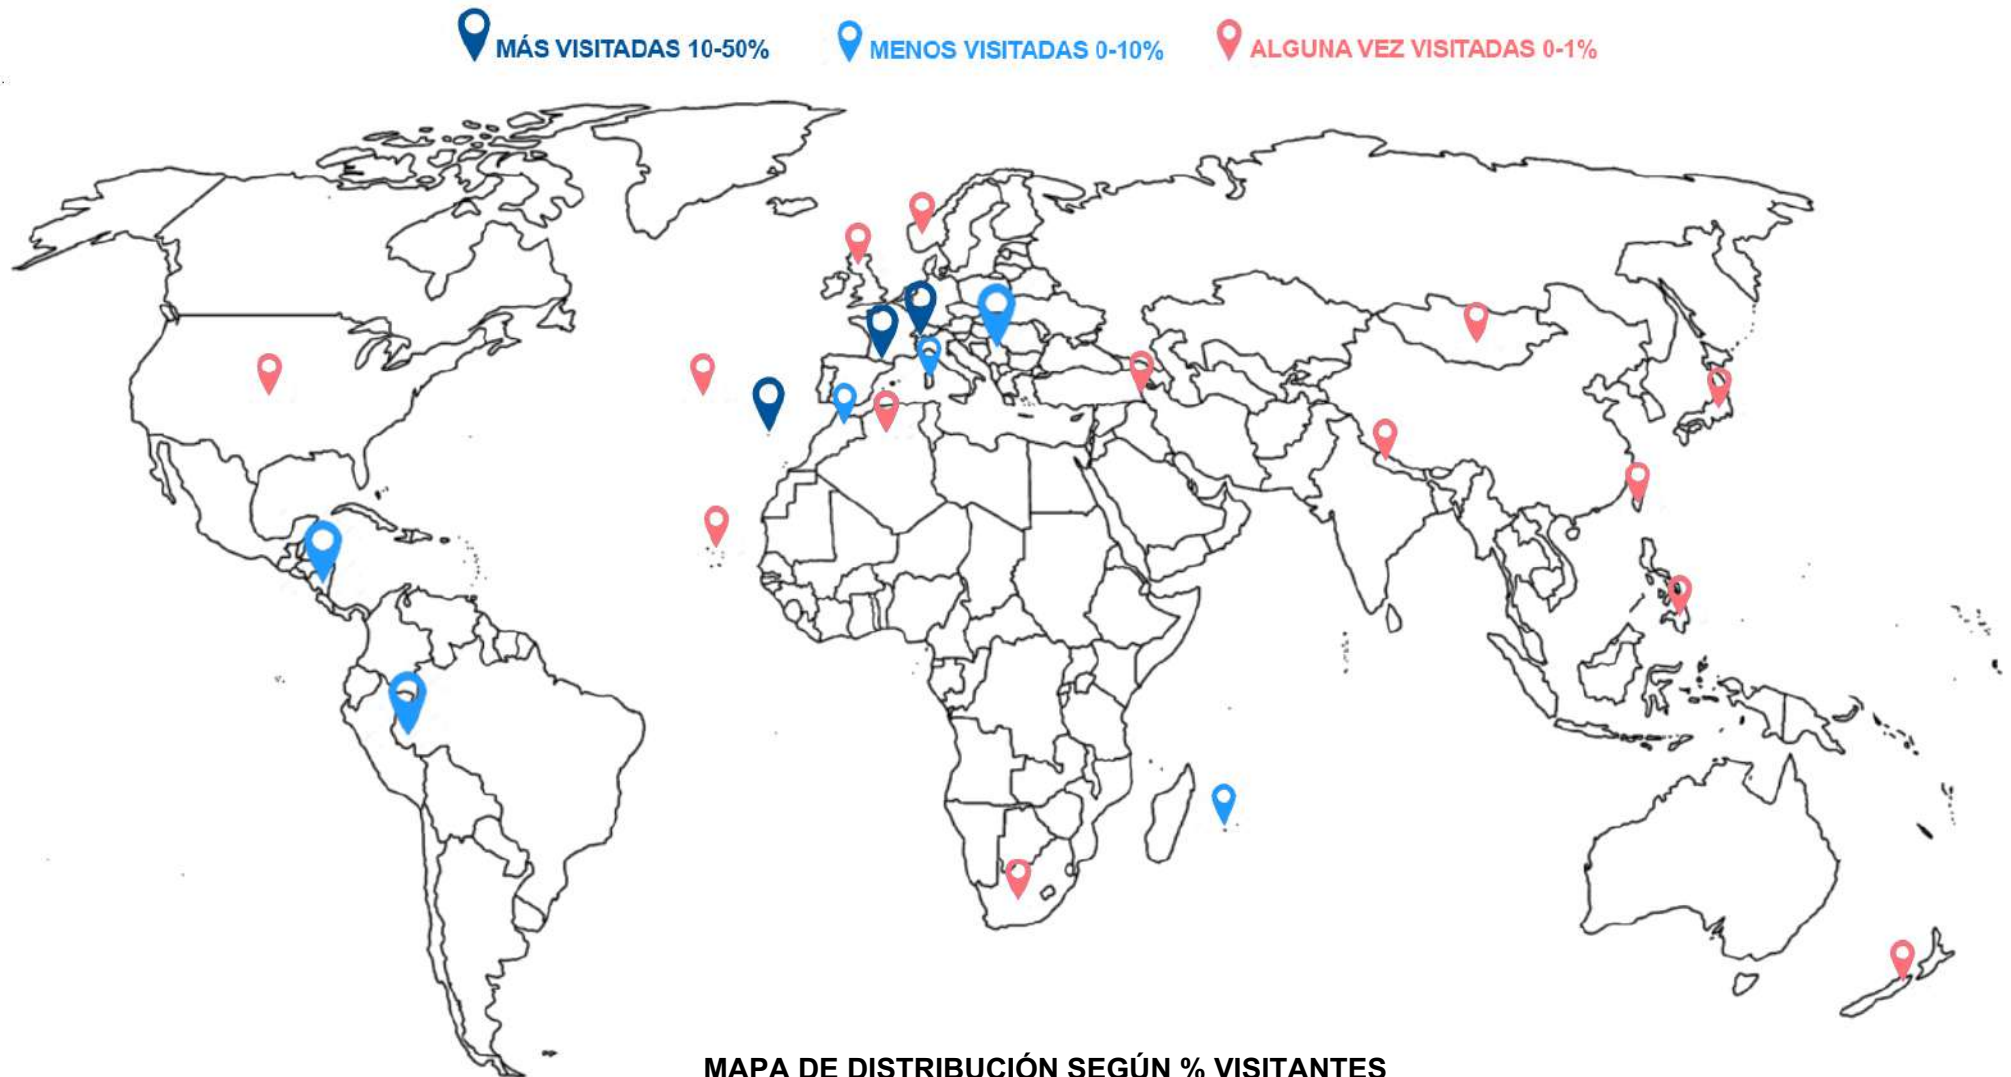 MÁS VISITADAS 10-50%
MENOS VISITADAS 0-10%
ALGUNA VEZ VISITADAS 0-1%
MAPA DE DISTRIBUCIÓN SEGÚN % VISITANTES